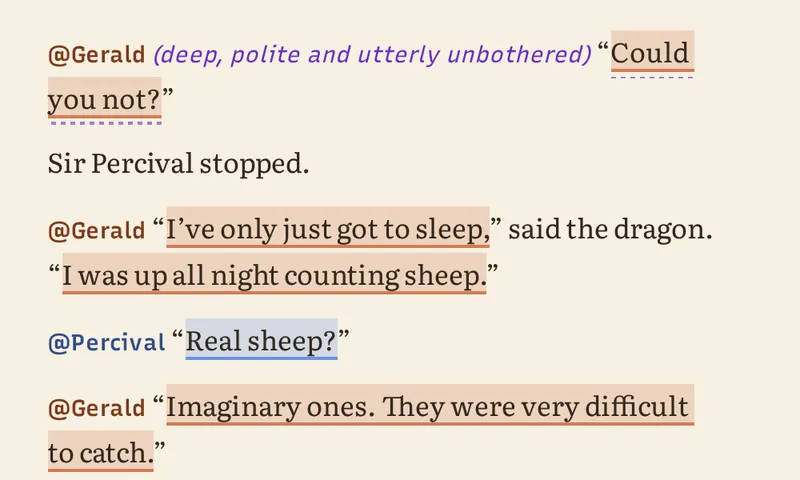 @Gerald (deep, polite and utterly unbothered) “Could
you not?”
Sir Percival stopped.
@Gerald “I’ve only just got to sleep,” said the dragon.
“I was up all night counting sheep.”
@Percival “Real sheep?”
@Gerald “Imaginary ones. They were very difficult
to catch.”